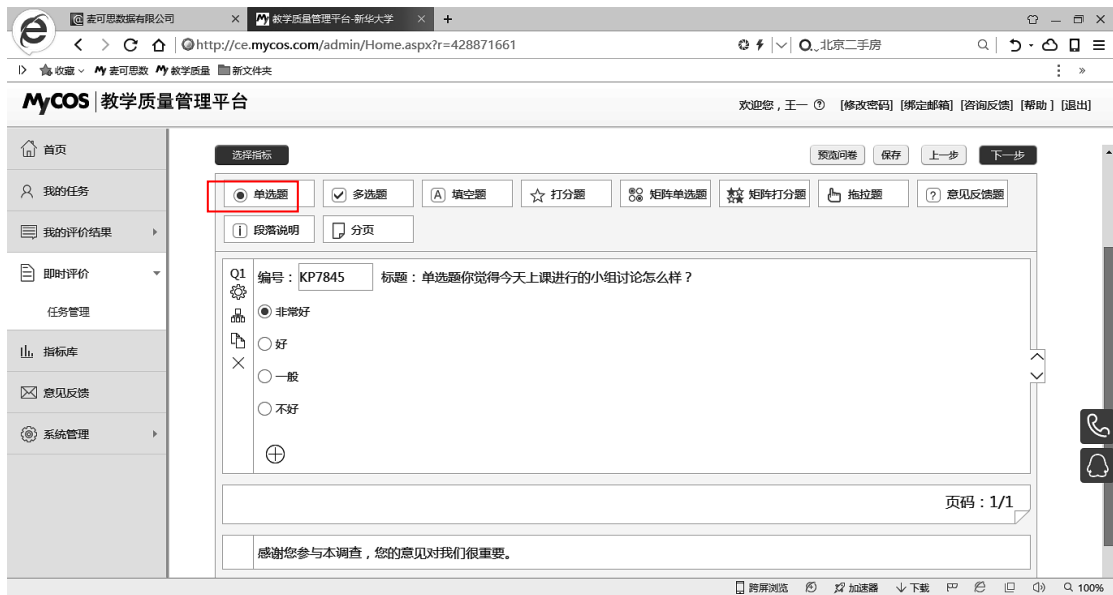 麦可思数据有限公司
教学质量管理平台-新华大学
http://ce.mycos.com/admin/Home.aspx?r=428871661
北京二手房
收藏 麦可思数 教学质量 新文件夹
MyCOS 教学质量管理平台
欢迎您，王一 [修改密码] [绑定邮箱] [咨询反馈] [帮助 ] [退出]
首页
我的任务
我的评价结果
即时评价
任务管理
指标库
意见反馈
系统管理
选择指标 预览问卷 保存 上一步 下一步
单选题 多选题 填空题 打分题 矩阵单选题 矩阵打分题 拖拉题 意见反馈题
段落说明 分页
Q1 编号：KP7845 标题：单选题你觉得今天上课进行的小组讨论怎么样？
非常好
好
一般
不好
页码：1/1
感谢您参与本调查，您的意见对我们很重要。
跨屏浏览 加速器 下载 100%